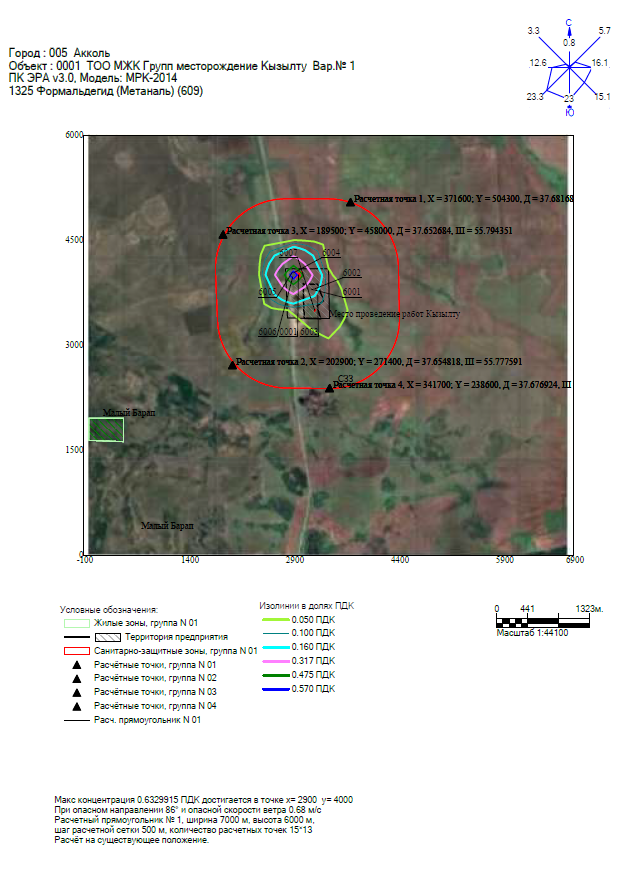 Город : 005 Акколь
Объект : 0001 ТОО МЖК Групп месторождение Кызылту Вар.№ 1
ПК ЭРА v3.0, Модель: МРК-2014
1325 Формальдегид (Метаналь) (609)
С
3.3
5.7
0.8
12.6
16.1
23.3
23
15.1
Ю
6000
4500
3000
1500
0
-100
1400
2900
4400
5900
6900
Расчетная точка 1, X = 371600; Y = 504300, Д = 37.68168
Расчетная точка 3, X = 189500; Y = 458000, Д = 37.652684, Ш = 55.794351
6004
6002
6001
Место проведение работ Кызылту
6006 0001
Расчетная точка 2, X = 202900; Y = 271400, Д = 37.654818, Ш = 55.777591
СЗЗ
Расчетная точка 4, X = 341700; Y = 238600, Д = 37.676924, Ш
Малый Барап
Малый Барап
Условные обозначения:
Жилые зоны, группа N 01
Территория предприятия
Санитарно-защитные зоны, группа N 01
Расчётные точки, группа N 01
Расчётные точки, группа N 02
Расчётные точки, группа N 03
Расчётные точки, группа N 04
Расч. прямоугольник N 01
Изолинии в долях ПДК
0.050 ПДК
0.100 ПДК
0.160 ПДК
0.317 ПДК
0.475 ПДК
0.570 ПДК
0 441 1323м.
Масштаб 1:44100
Макс концентрация 0.6329915 ПДК достигается в точке x= 2900 y= 4000
При опасном направлении 86° и опасной скорости ветра 0.68 м/с
Расчетный прямоугольник № 1, ширина 7000 м, высота 6000 м,
шаг расчетной сетки 500 м, количество расчетных точек 15*13
Расчёт на существующее положение.